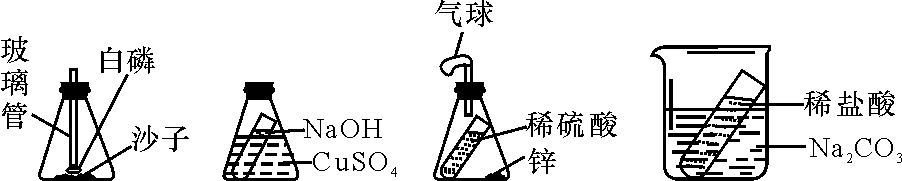 玻璃管
白磷
沙子
NaOH
CuSO₄
气球
稀硫酸
锌
稀盐酸
Na₂CO₃